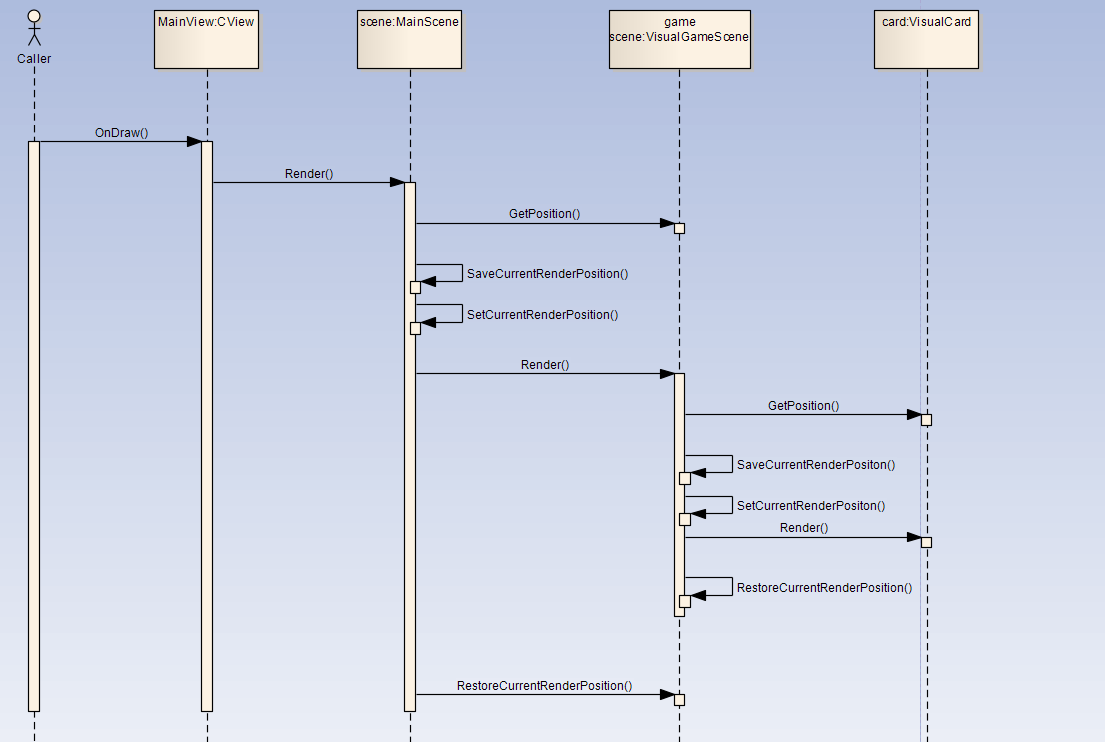 Caller
MainView:CView
scene:MainScene
game
scene:VisualGameScene
card:VisualCard
OnDraw()
Render()
GetPosition()
SaveCurrentRenderPosition()
SetCurrentRenderPosition()
Render()
GetPosition()
SaveCurrentRenderPositon()
SetCurrentRenderPositon()
Render()
RestoreCurrentRenderPosition()
RestoreCurrentRenderPosition()